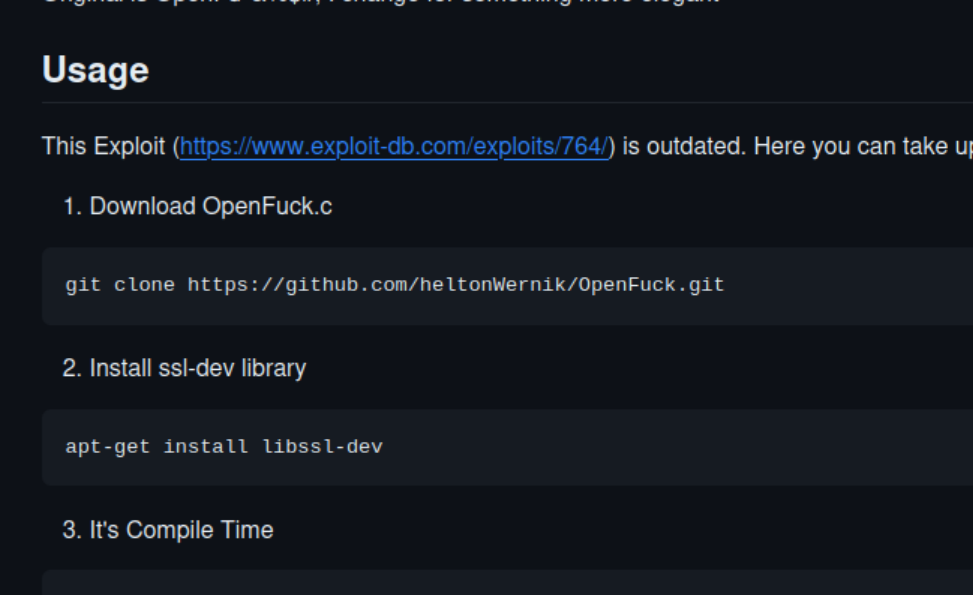 Usage
This Exploit (https://www.exploit-db.com/exploits/764/) is outdated. Here you can take up
1. Download OpenFuck.c
git clone https://github.com/heltonWernik/OpenFuck.git
2. Install ssl-dev library
apt-get install libssl-dev
3. It's Compile Time